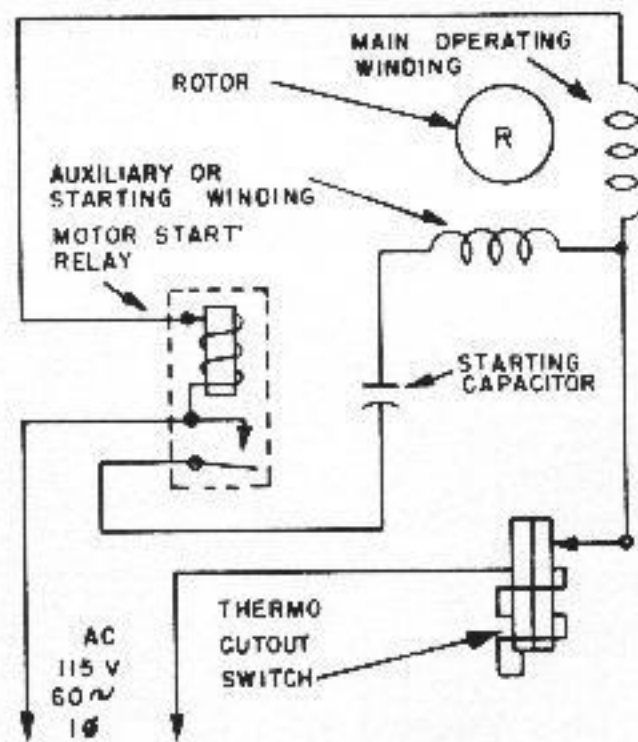 MAIN OPERATING
WINDING
ROTOR
R
AUXILIARY OR
STARTING WINDING
MOTOR START'
RELAY
STARTING
CAPACITOR
THERMO
CUTOUT
SWITCH
AC
115 V
60~
1ø